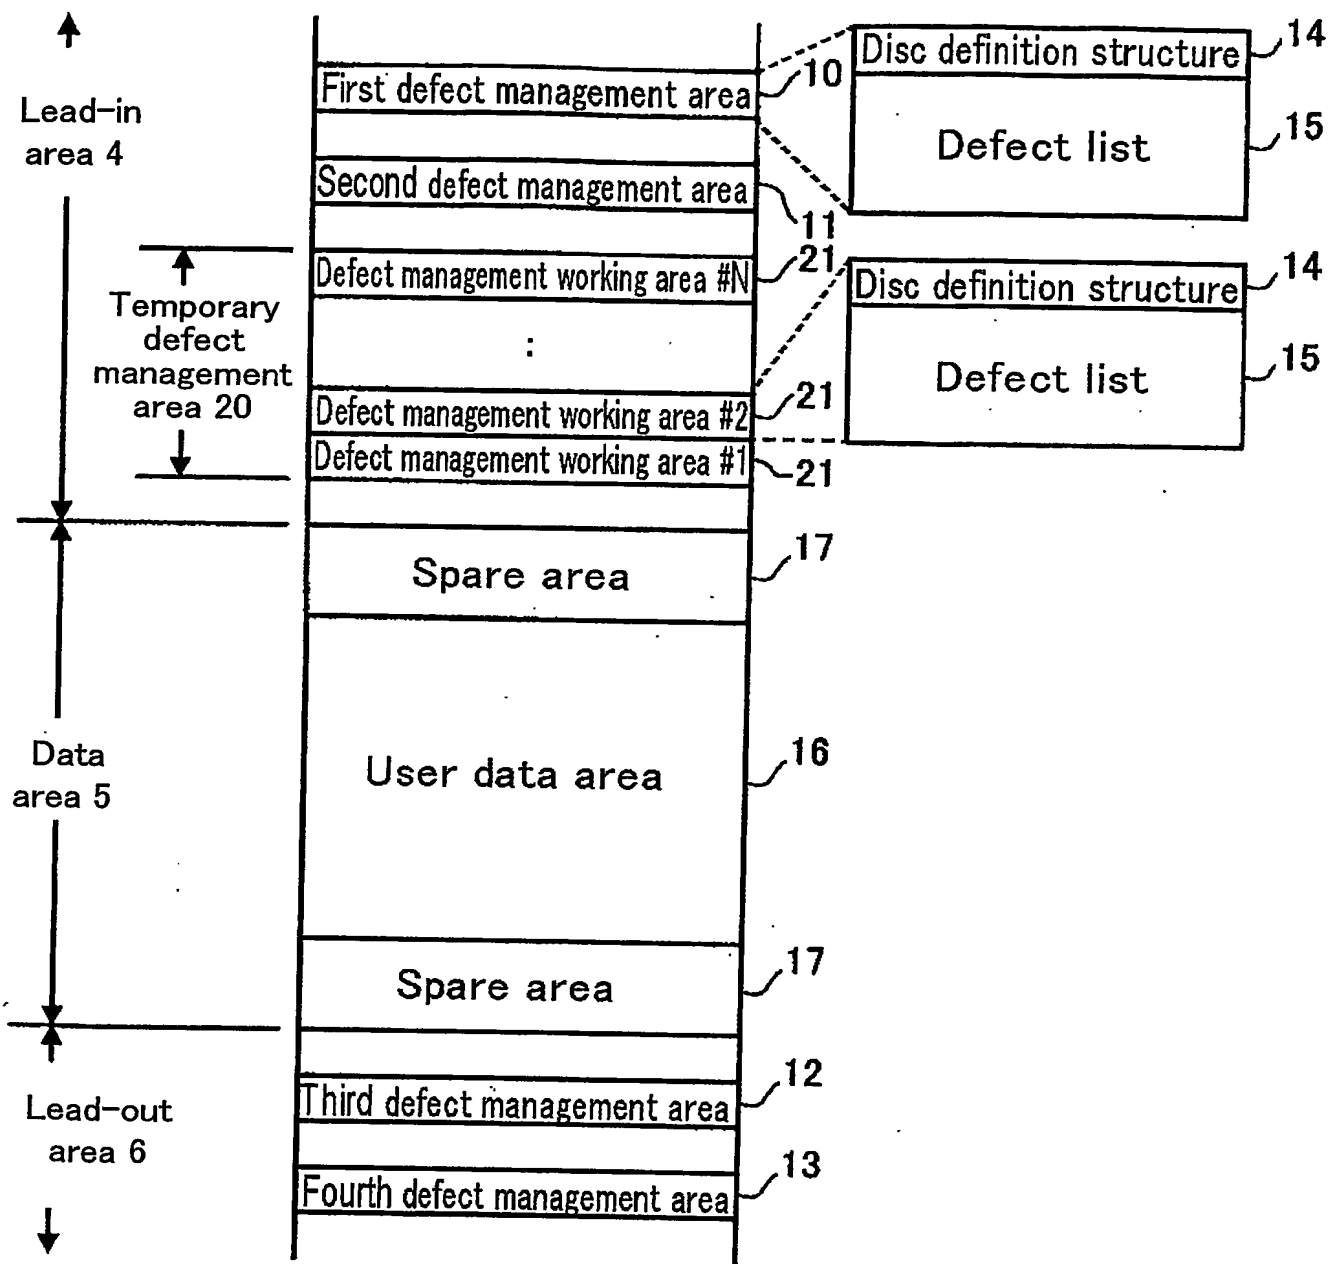 Lead-in
area 4
Temporary
defect
management
area 20
Data
area 5
Lead-out
area 6
First defect management area
10
Second defect management area
11
Defect management working area #N
21
:
Defect management working area #2
21
Defect management working area #1
21
Spare area
17
User data area
16
Spare area
17
Third defect management area
12
Fourth defect management area
13
Disc definition structure
14
Defect list
15
Disc definition structure
14
Defect list
15